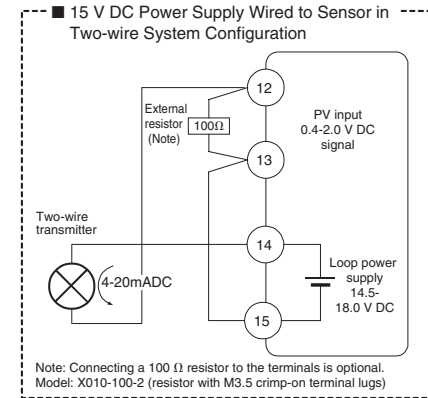 ■ 15 V DC Power Supply Wired to Sensor in
Two-wire System Configuration
12
External
resistor
(Note)
100Ω
PV input
0.4-2.0 V DC
signal
13
Two-wire
transmitter
14
4-20mADC
Loop power
supply
14.5-
18.0 V DC
15
Note: Connecting a 100 Ω resistor to the terminals is optional.
Model: X010-100-2 (resistor with M3.5 crimp-on terminal lugs)